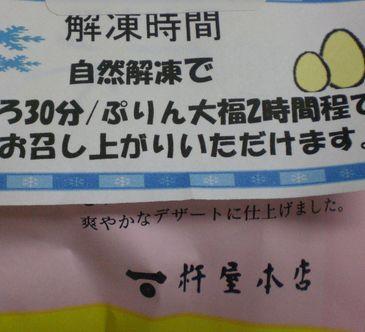 解凍時間
自然解凍で
ろ30分/ぷりん大福2時間程で
お召し上がりいただけます。
爽やかなデザートに仕上げました。
杵屋本店